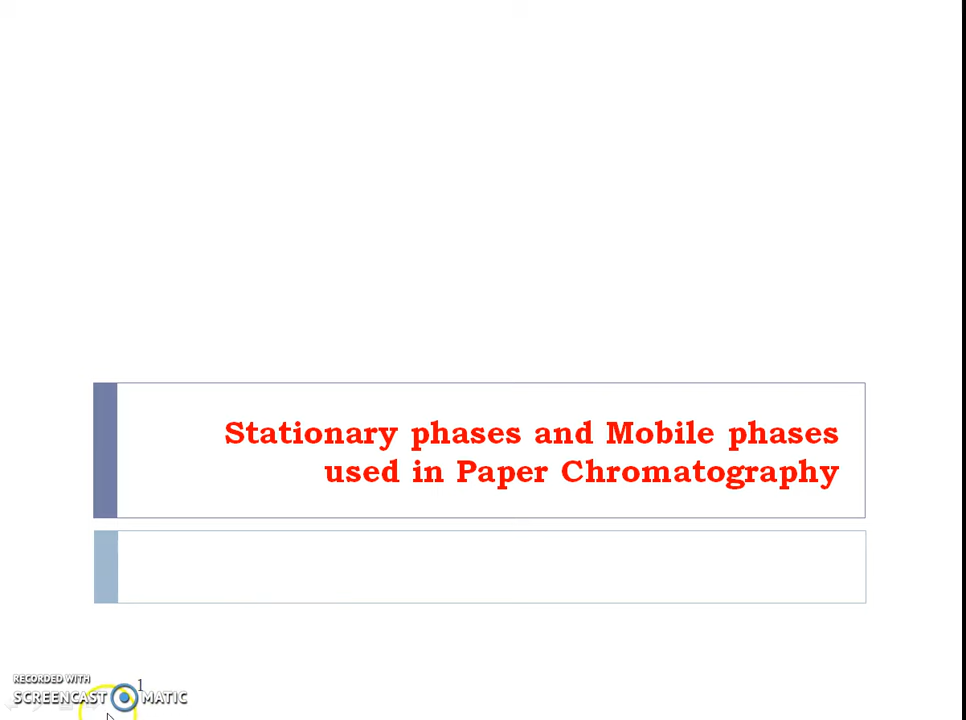 Stationary phases and Mobile phases
used in Paper Chromatography
1
RECORDED WITH
SCREENCAST MATIC